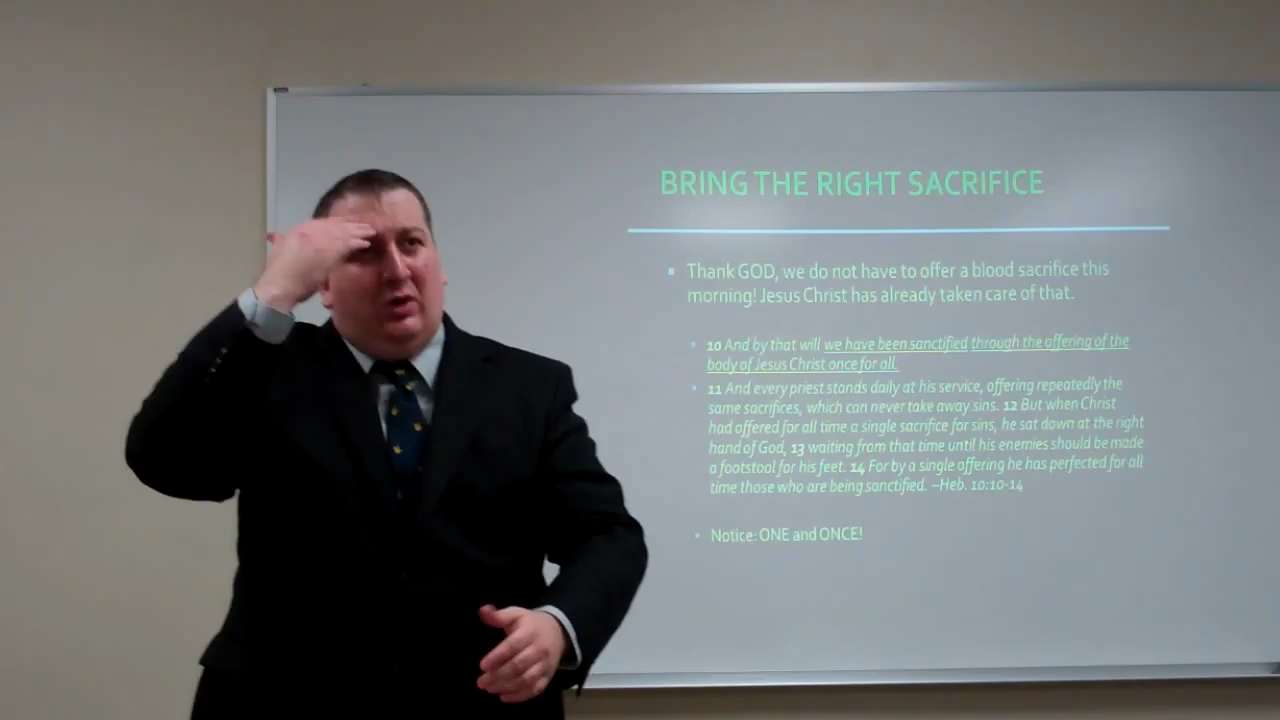 BRING THE RIGHT SACRIFICE
Thank GOD, we do not have to offer a blood sacrifice this
morning! Jesus Christ has already taken care of that.
10 And by that will we have been sanctified through the offering of the
body of Jesus Christ once for all.
11 And every priest stands daily at his service, offering repeatedly the
same sacrifices, which can never take away sins. 12 But when Christ
had offered for all time a single sacrifice for sins, he sat down at the right
hand of God, 13 waiting from that time until his enemies should be made
a footstool for his feet. 14 For by a single offering he has perfected for all
time those who are being sanctified. –Heb. 10:10-14
Notice: ONE and ONCE!